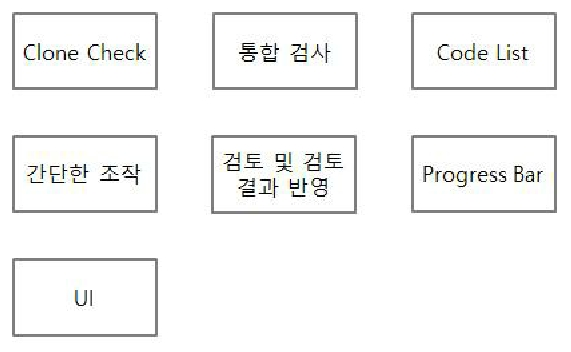 Clone Check
통합 검사
Code List
간단한 조작
검토 및 검토
결과 반영
Progress Bar
UI